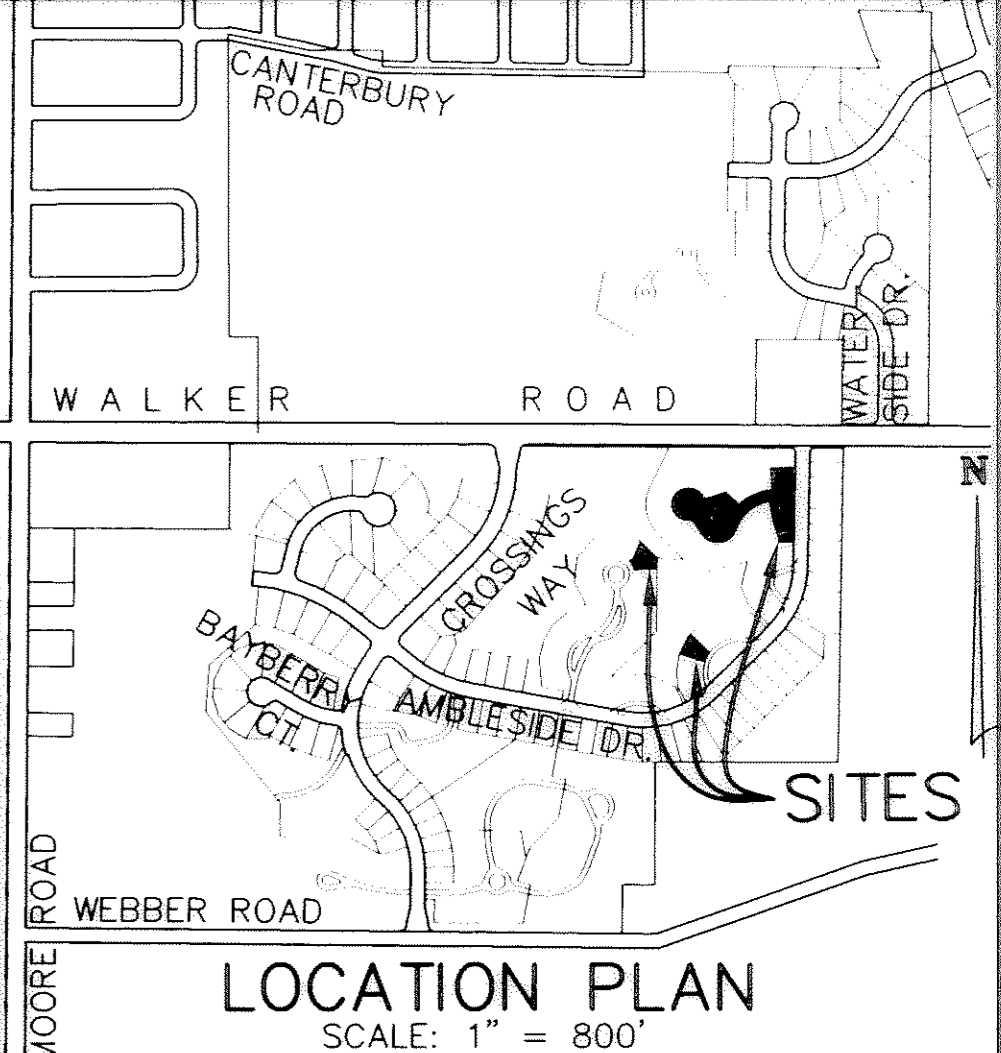 CANTERBURY
ROAD
WATER
SIDE DR.
WALKER ROAD
N
CROSSINGS
WAY
BAYBERRY
CT.
AMBLESIDE DR.
SITES
MOORE ROAD
WEBBER ROAD
LOCATION PLAN
SCALE: 1" = 800'